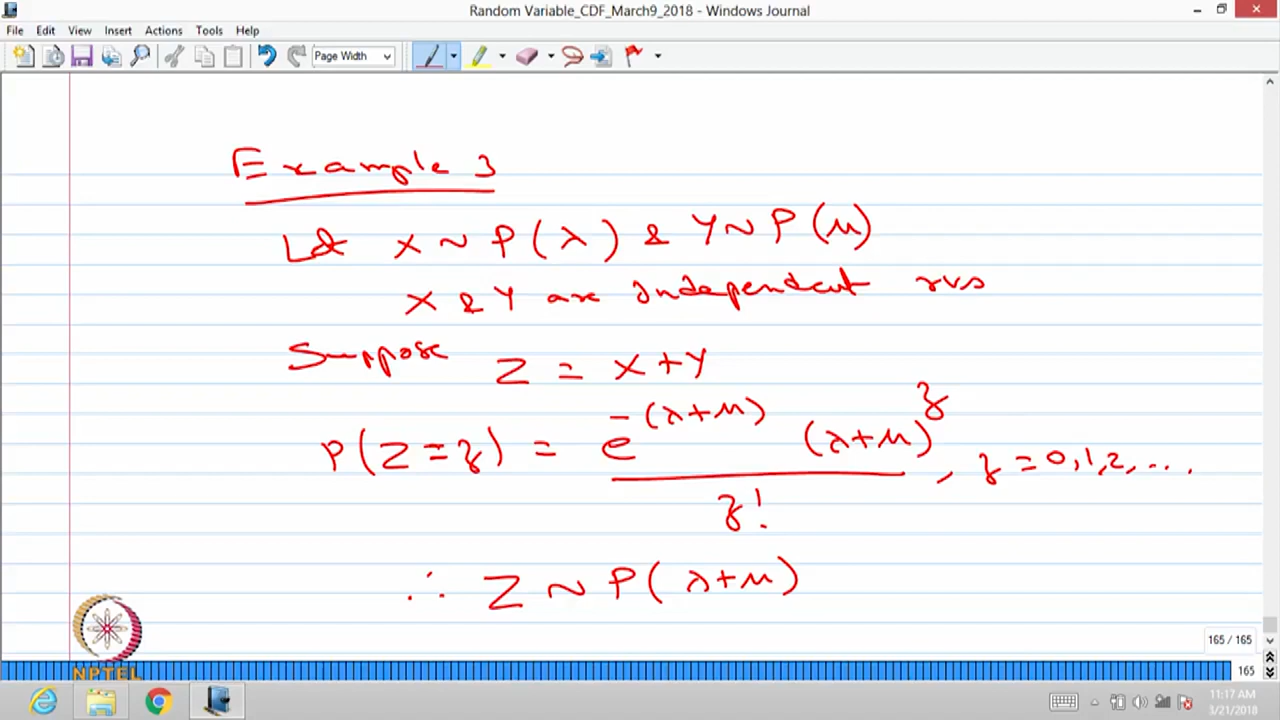 Random Variable_CDF_March9_2018 - Windows Journal
File Edit View Insert Actions Tools Help
Page Width
Example 3
Let X ~ P(λ) & Y ~ P(μ)
X & Y are independent rvs
Suppose Z = X + Y
P(Z = z) = e^{-(λ+μ)} (λ+μ)^z / z! , z = 0, 1, 2, ...
∴ Z ~ P(λ+μ)
165 / 165
NPTEL
165
11:17 AM
3/21/2018